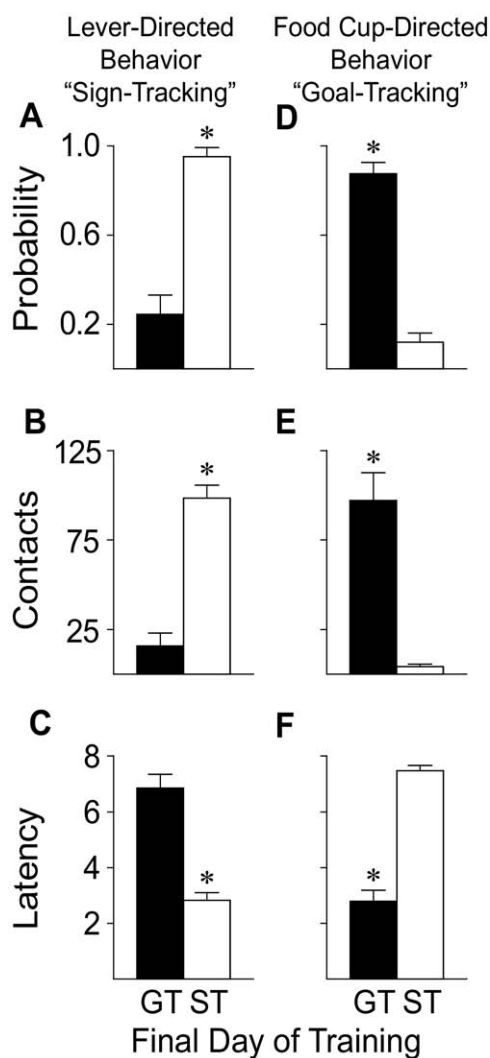 Lever-Directed
Behavior
“Sign-Tracking”
Food Cup-Directed
Behavior
“Goal-Tracking”
A
*
1.0
0.6
0.2
Probability
D
*
B
*
125
75
25
Contacts
E
*
C
*
8
6
4
2
Latency
F
*
GT ST
GT ST
Final Day of Training